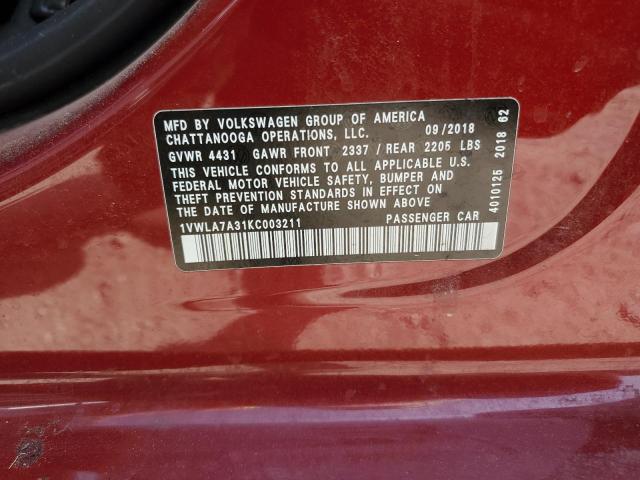 MFD BY VOLKSWAGEN GROUP OF AMERICA
CHATTANOOGA OPERATIONS, LLC. 09/2018
GVWR 4431 GAWR FRONT 2337 / REAR 2205 LBS
THIS VEHICLE CONFORMS TO ALL APPLICABLE U.S.
FEDERAL MOTOR VEHICLE SAFETY, BUMPER AND
THEFT PREVENTION STANDARDS IN EFFECT ON
THE DATE OF MANUFACTURE SHOWN ABOVE
1VWLA7A31KC003211 PASSENGER CAR
4010125 2018 62